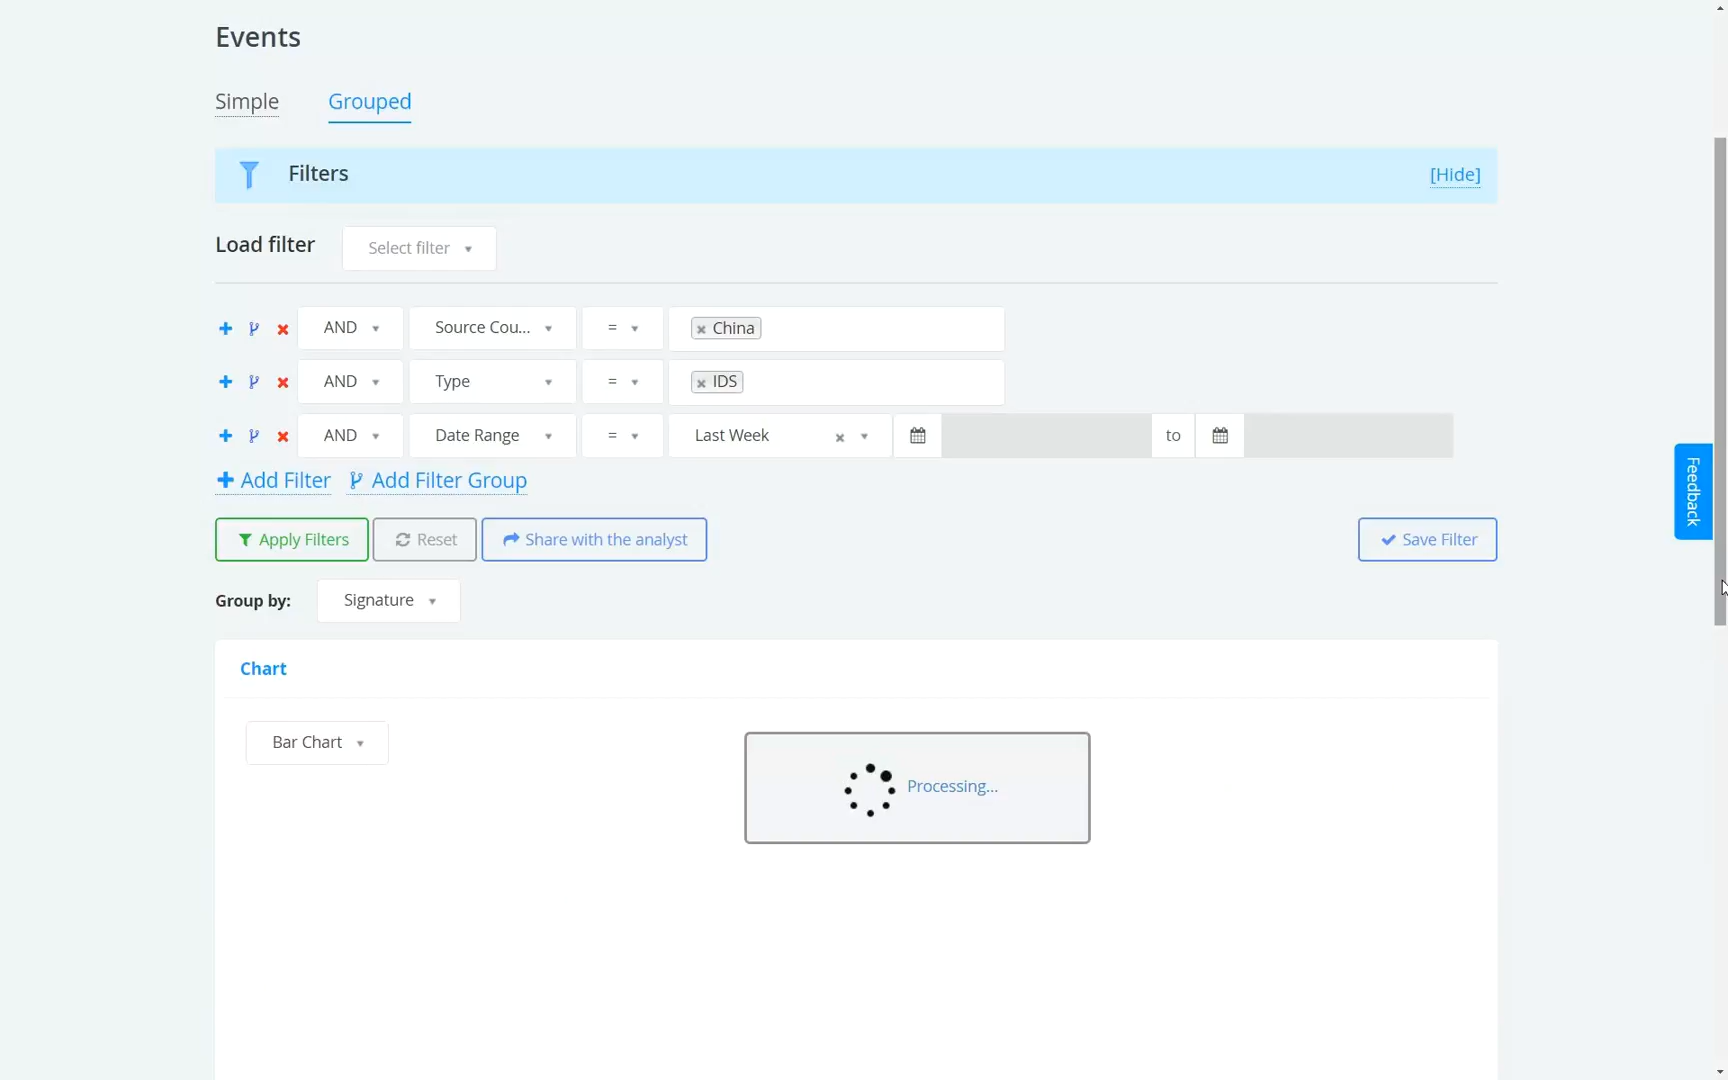 Events
Simple Grouped
Filters [Hide]
Load filter Select filter
AND Source Cou... = × China
AND Type = × IDS
AND Date Range = Last Week × to
Add Filter Add Filter Group
Apply Filters Reset Share with the analyst Save Filter
Feedback
Group by: Signature
Chart
Bar Chart
Processing...